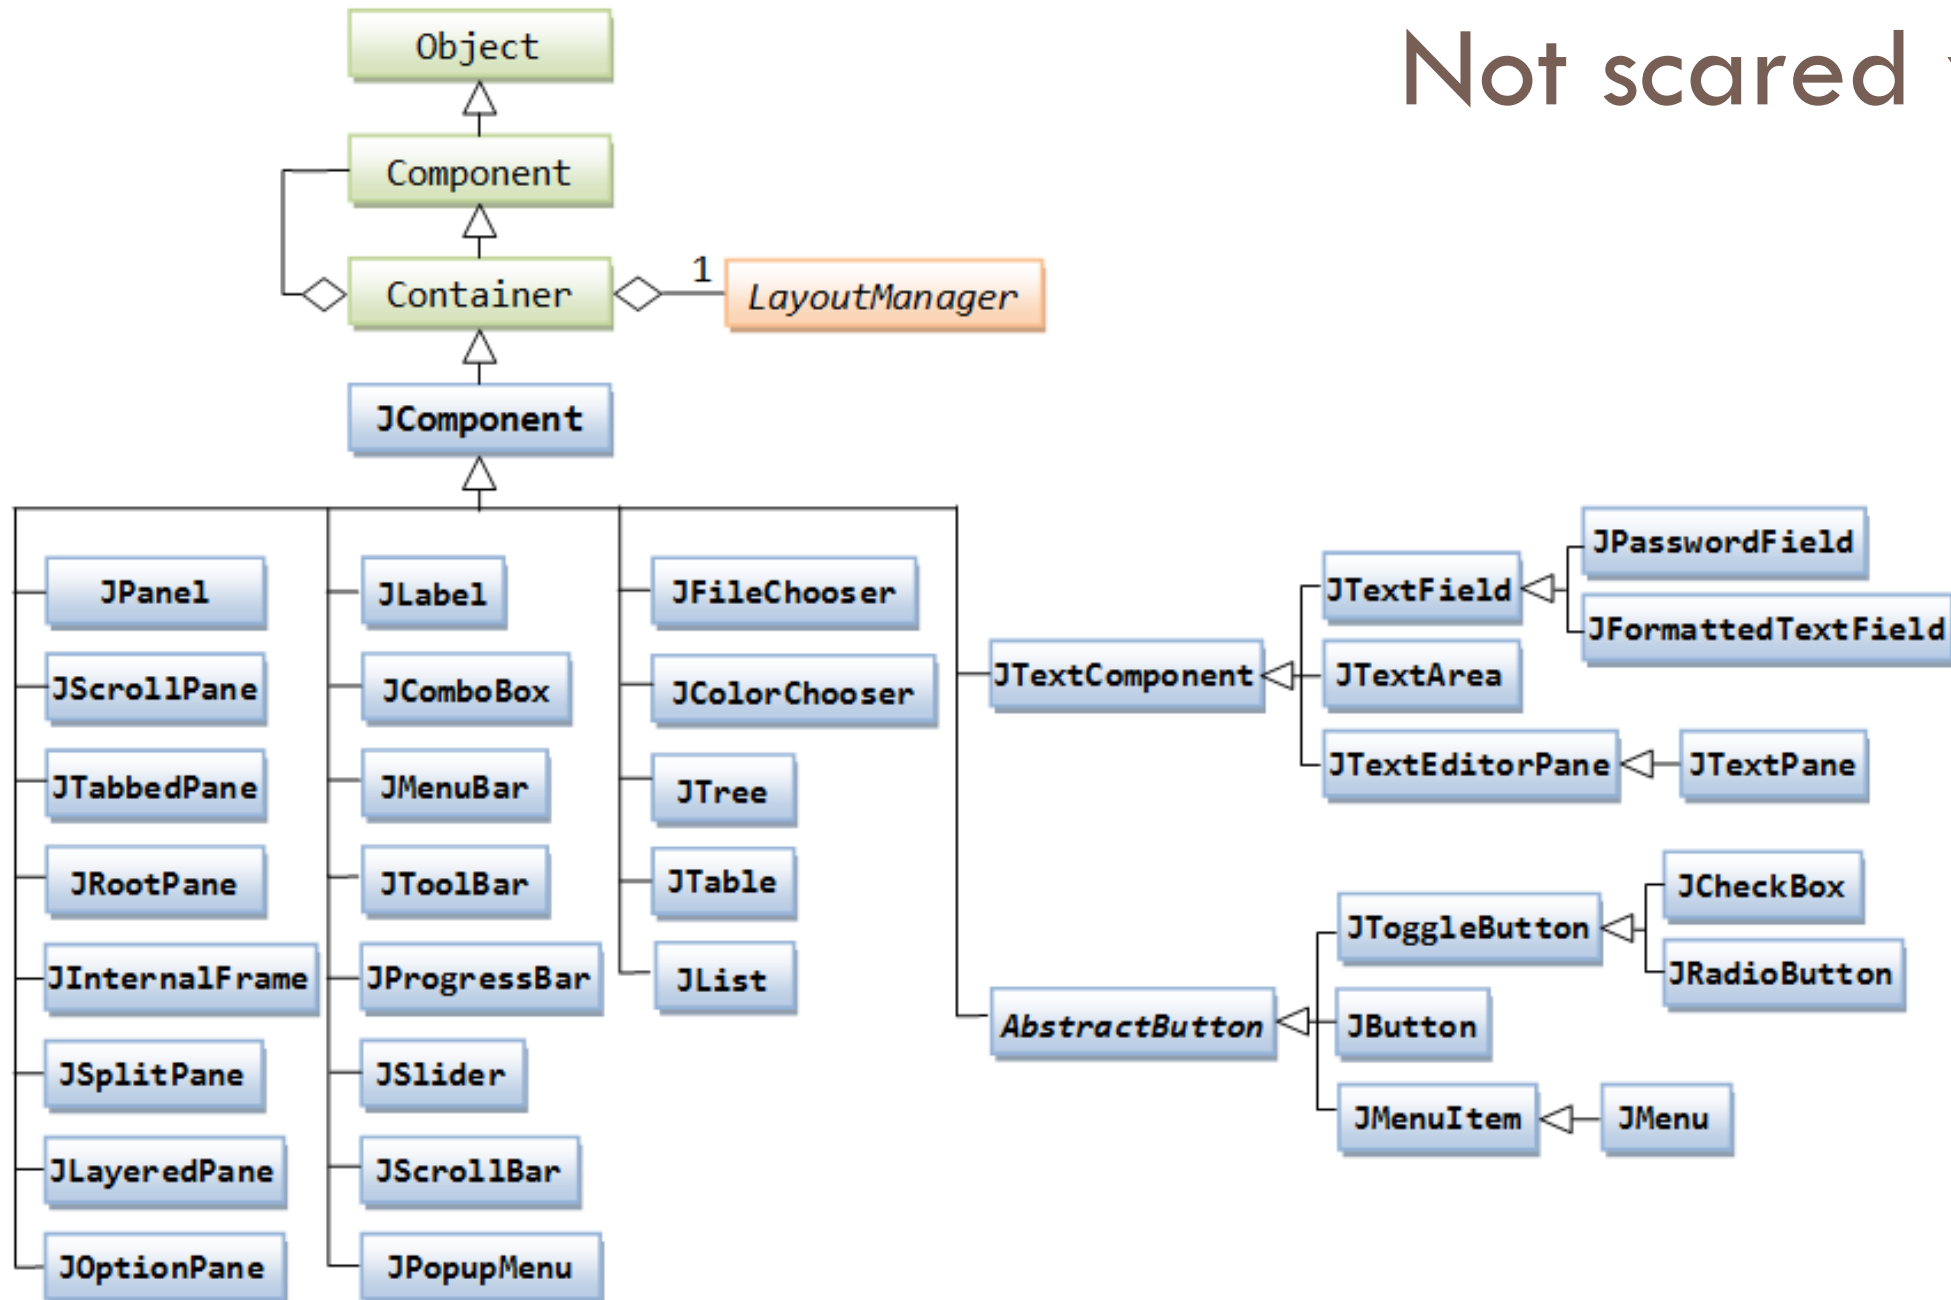 Not scared
Object
Component
Container
1
LayoutManager
JComponent
JPanel
JScrollPane
JTabbedPane
JRootPane
JInternalFrame
JSplitPane
JLayeredPane
JOptionPane
JLabel
JComboBox
JMenuBar
JToolBar
JProgressBar
JSlider
JScrollBar
JPopupMenu
JFileChooser
JColorChooser
JTree
JTable
JList
JTextComponent
JTextField
JPasswordField
JFormattedTextField
JTextArea
JTextEditorPane
JTextPane
AbstractButton
JToggleButton
JCheckBox
JRadioButton
JButton
JMenuItem
JMenu